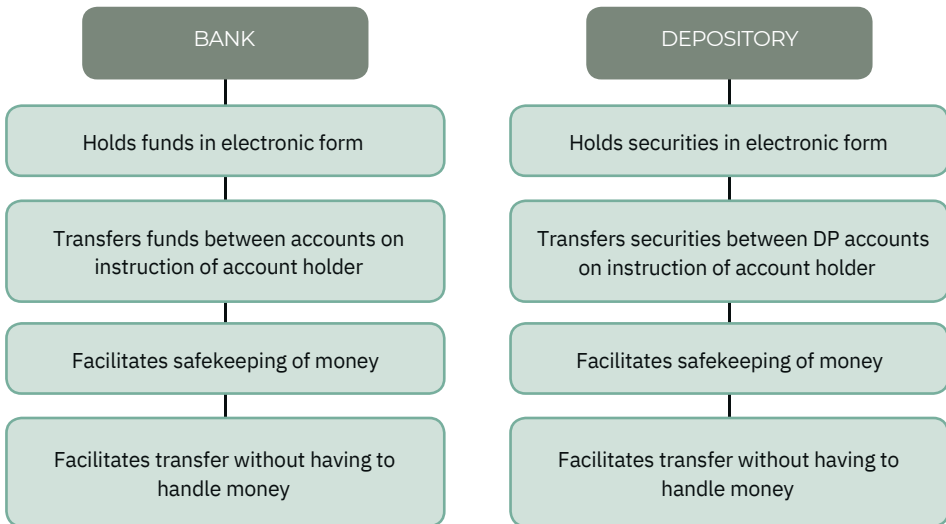 BANK
Holds funds in electronic form
Transfers funds between accounts on
instruction of account holder
Facilitates safekeeping of money
Facilitates transfer without having to
handle money
DEPOSITORY
Holds securities in electronic form
Transfers securities between DP accounts
on instruction of account holder
Facilitates safekeeping of money
Facilitates transfer without having to
handle money